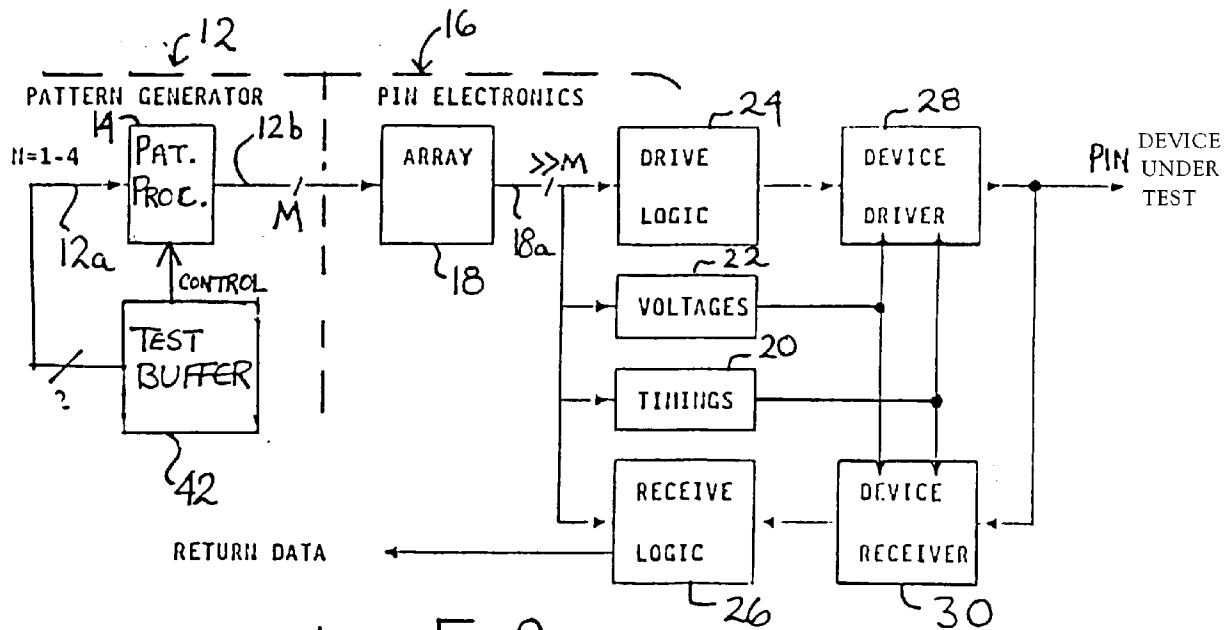 12
16
PATTERN GENERATOR
PIN ELECTRONICS
14
12b
24
28
N=1-4
PAT.
PROC.
ARRAY
>>M
DRIVE
LOGIC
DEVICE
DRIVER
PIN
DEVICE
UNDER
TEST
12a
M
18
18a
CONTROL
22
VOLTAGES
TEST
BUFFER
?
20
TIMINGS
42
RECEIVE
LOGIC
DEVICE
RECEIVER
RETURN DATA
26
30